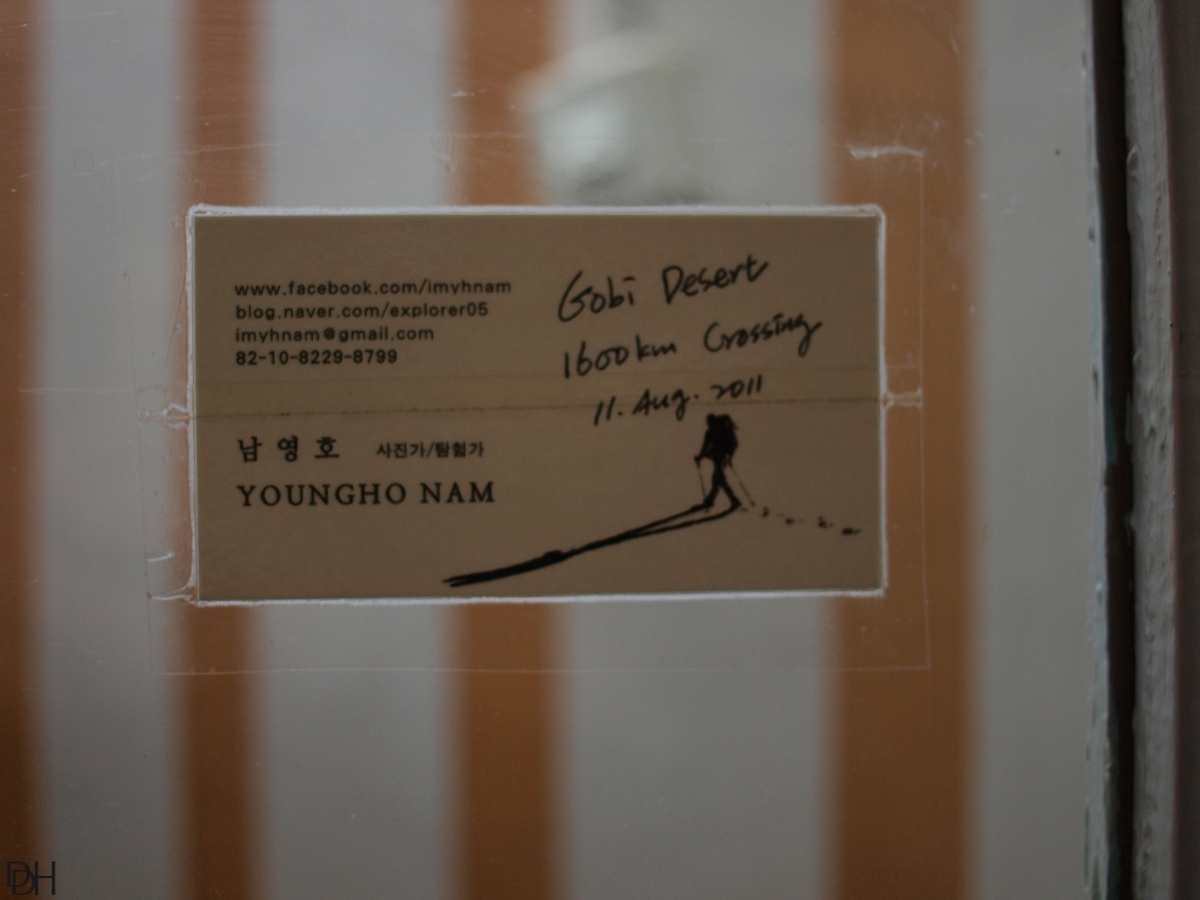 www.facebook.com/imyhnam
blog.naver.com/explorer05
imyhnam@gmail.com
82-10-8229-8799
남영호 사진가/탐험가
YOUNGHO NAM
Gobi Desert
1600km Crossing
11. Aug. 2011
DDH